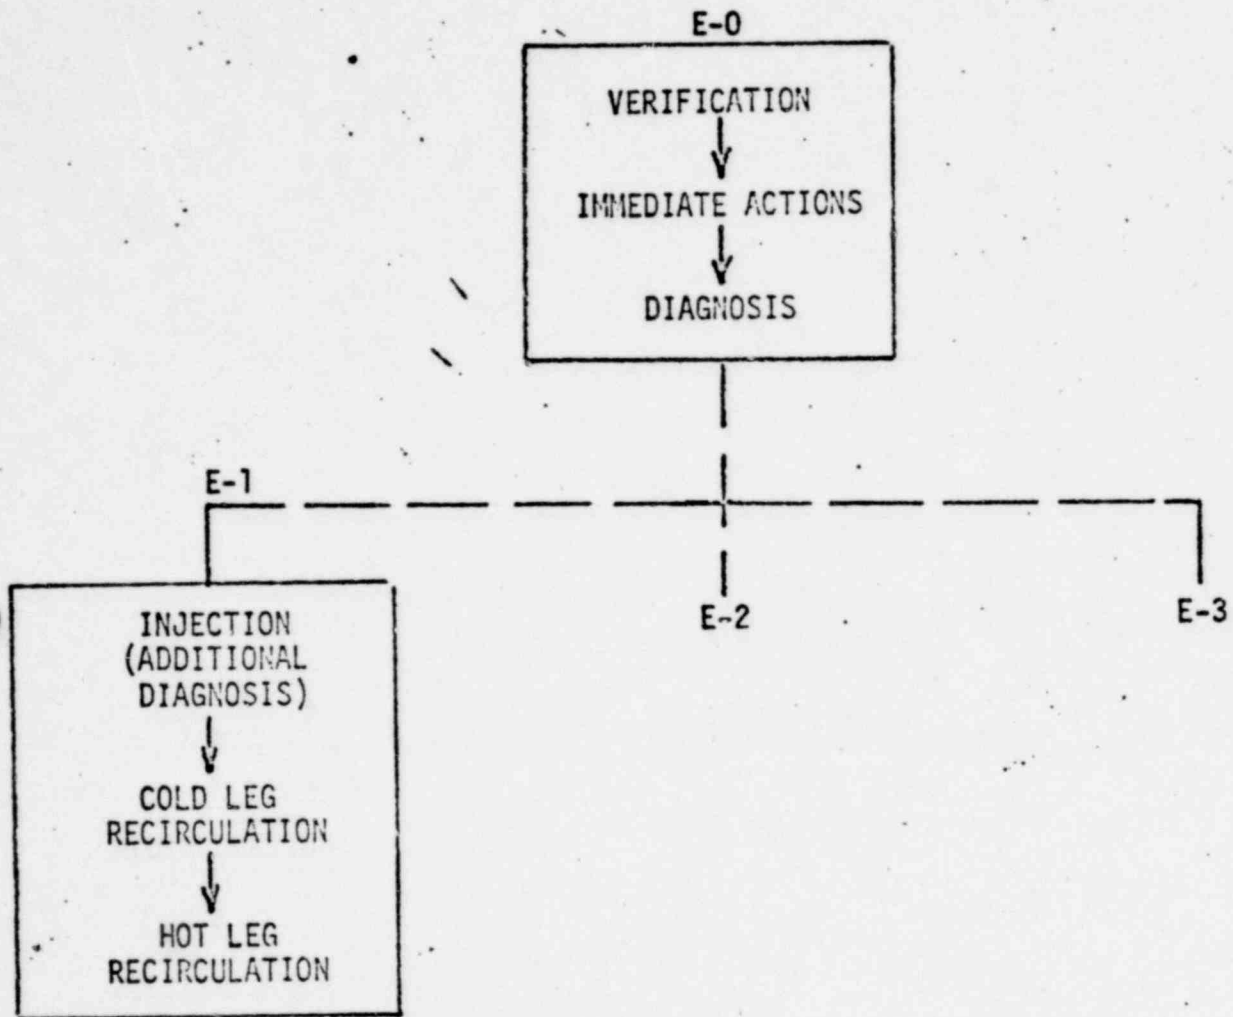 E-0
VERIFICATION
IMMEDIATE ACTIONS
DIAGNOSIS
E-1
E-2
E-3
INJECTION
(ADDITIONAL
DIAGNOSIS)
COLD LEG
RECIRCULATION
HOT LEG
RECIRCULATION